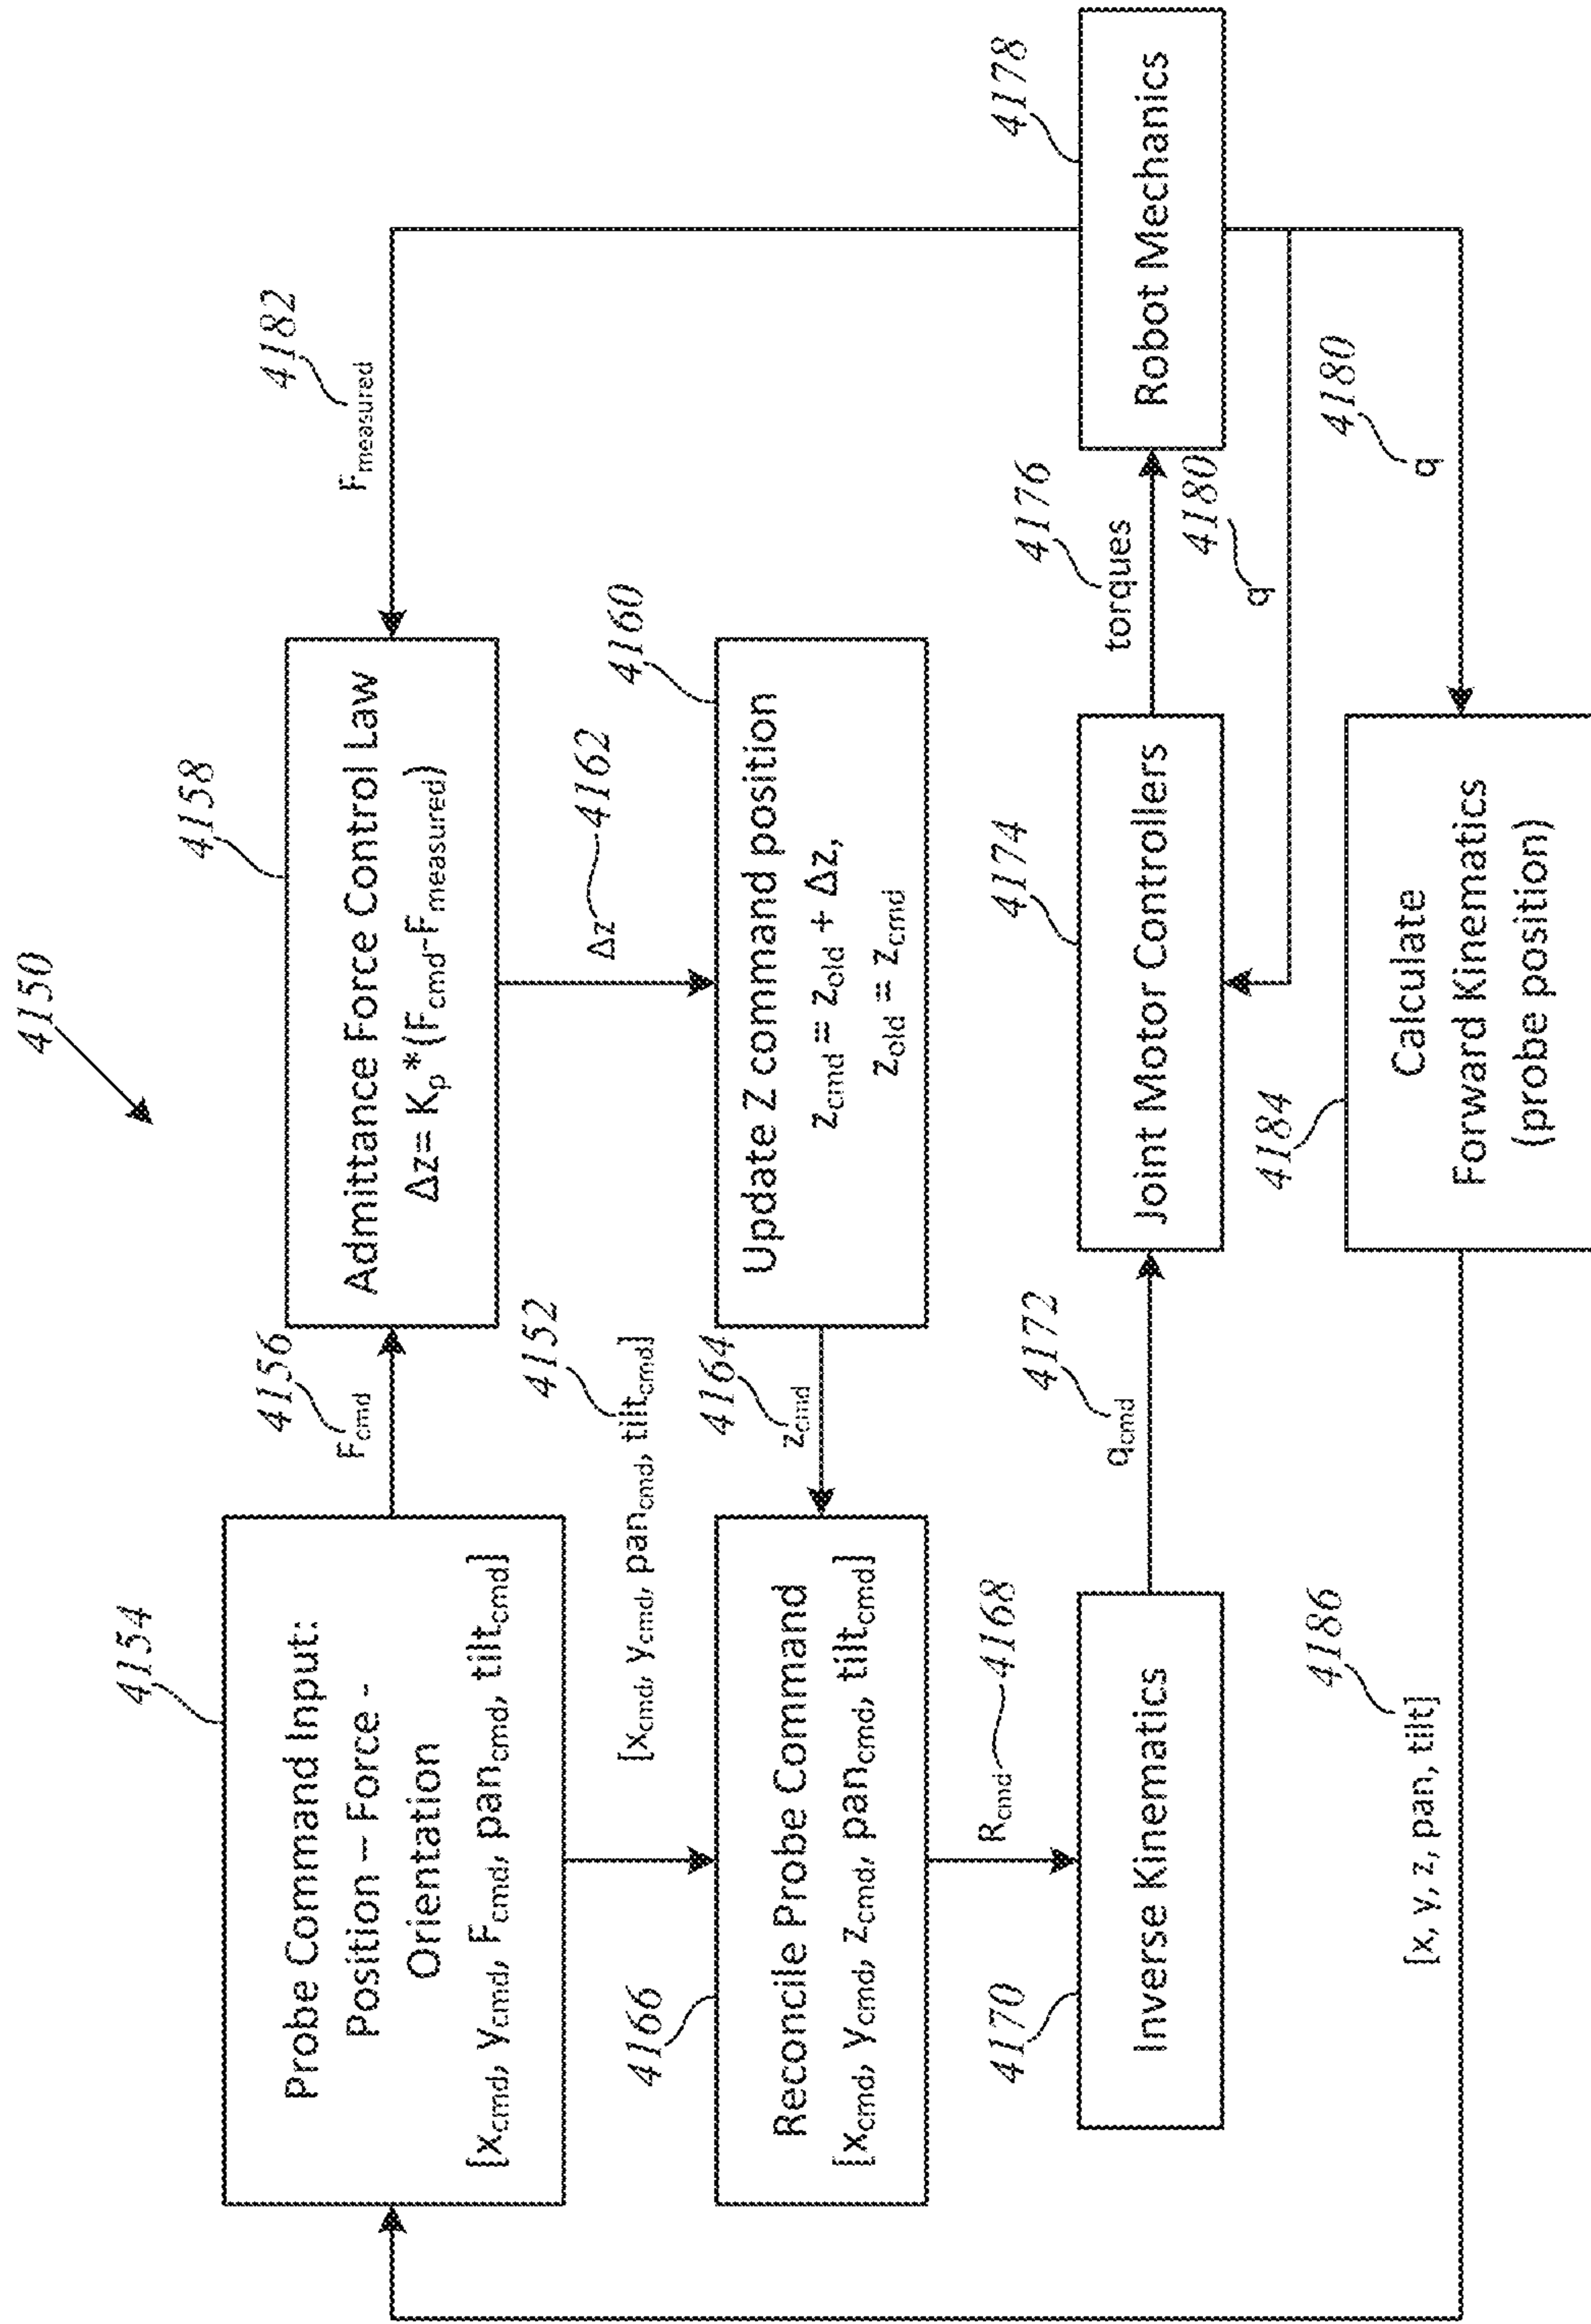 4150
4154
Probe Command Input:
Position – Force -
Orientation
[xcmd, ycmd, Fcmd, pancmd, tiltcmd]
4156
Fcmd
4158
Admittance Force Control Law
Δz= Kp*(Fcmd-Fmeasured)
4182
Fmeasured
4152
[xcmd, ycmd, pancmd, tiltcmd]
Δz
4162
4160
Update Z command position
zcmd = zold + Δz,
zold = zcmd
4164
zcmd
4166
Reconcile Probe Command
[xcmd, ycmd, zcmd, pancmd, tiltcmd]
Rcmd
4168
4170
Inverse Kinematics
4172
qcmd
4174
Joint Motor Controllers
4176
torques
4178
Robot Mechanics
4180
q
4180
q
4184
Calculate
Forward Kinematics
(probe position)
4186
[x, y, z, pan, tilt]